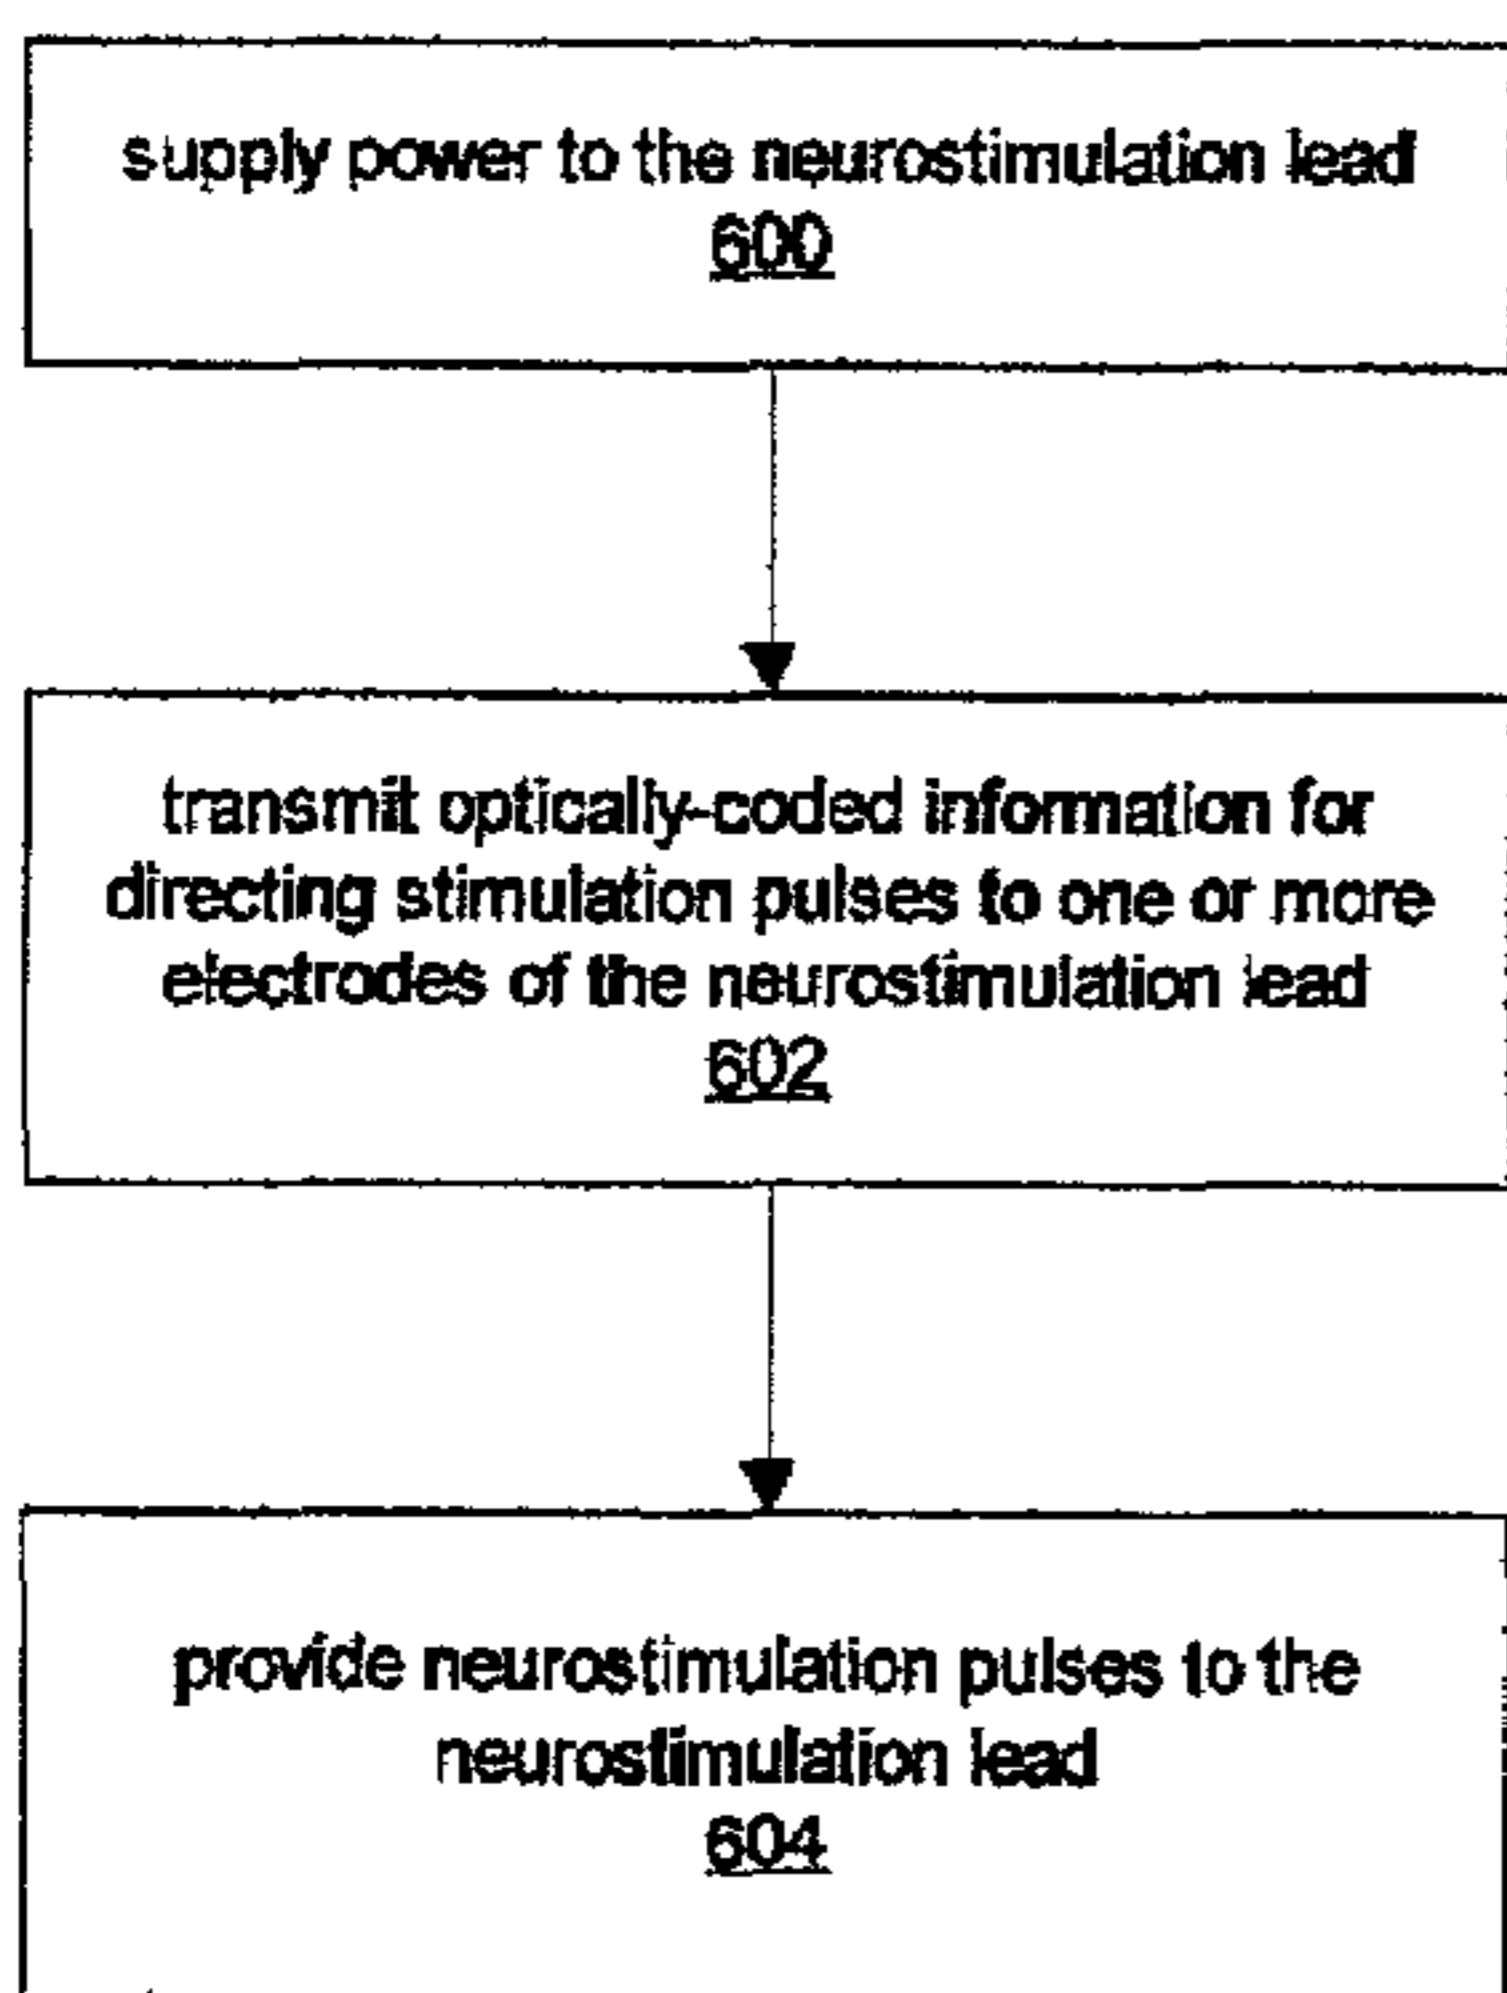 supply power to the neurostimulation lead
600
transmit optically-coded information for
directing stimulation pulses to one or more
electrodes of the neurostimulation lead
602
provide neurostimulation pulses to the
neurostimulation lead
604